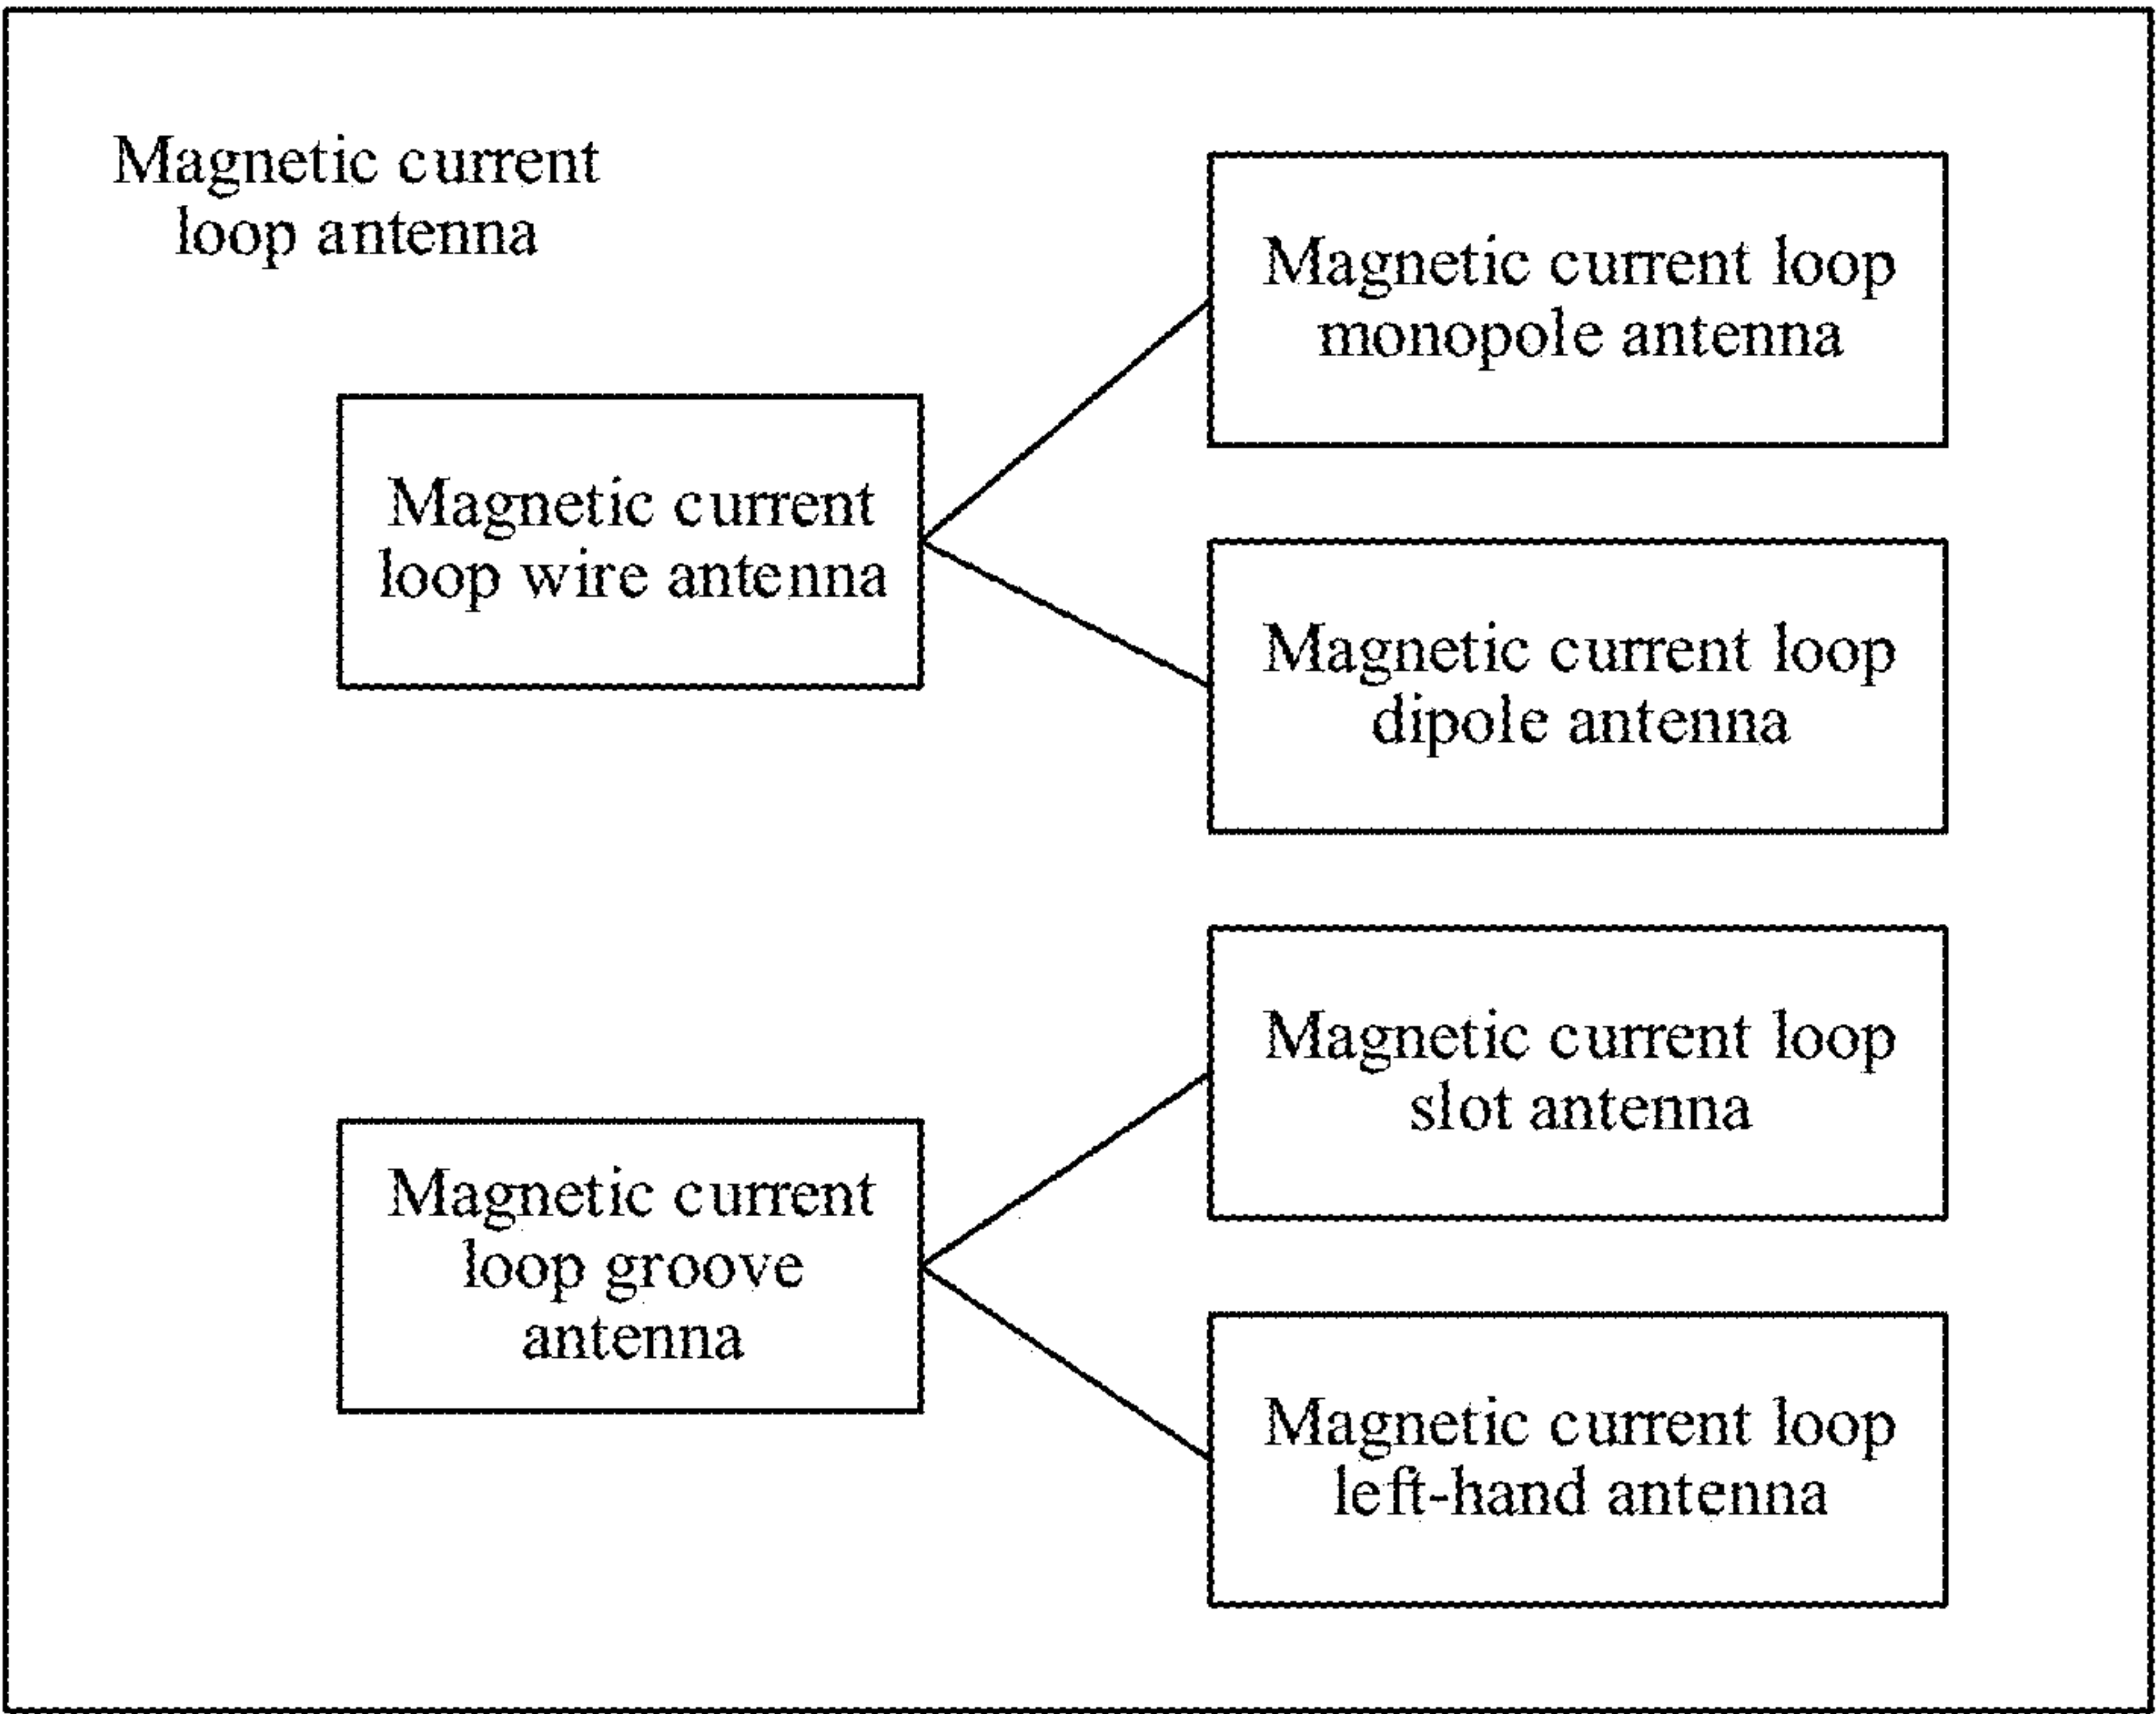 Magnetic current
loop antenna
Magnetic current loop
monopole antenna
Magnetic current
loop wire antenna
Magnetic current loop
dipole antenna
Magnetic current loop
slot antenna
Magnetic current
loop groove
antenna
Magnetic current loop
left-hand antenna